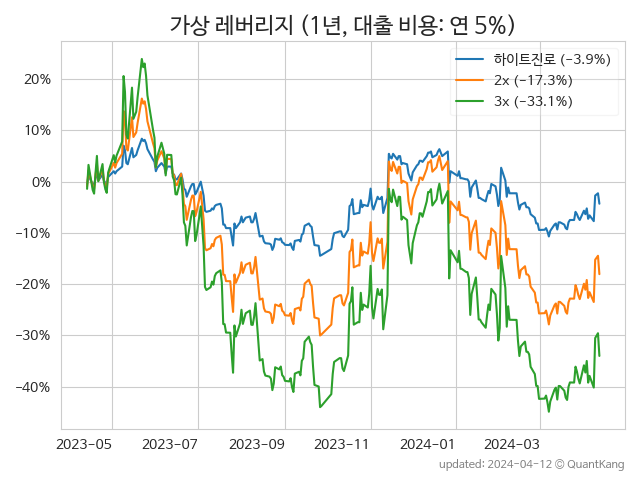 가상 레버리지 (1년, 대출 비용: 연 5%)
하이트진로 (−3.9%)
2x (−17.3%)
3x (−33.1%)
20%
10%
0%
−10%
−20%
−30%
−40%
2023−05
2023−07
2023−09
2023−11
2024−01
2024−03
updated: 2024-04-12 © QuantKang